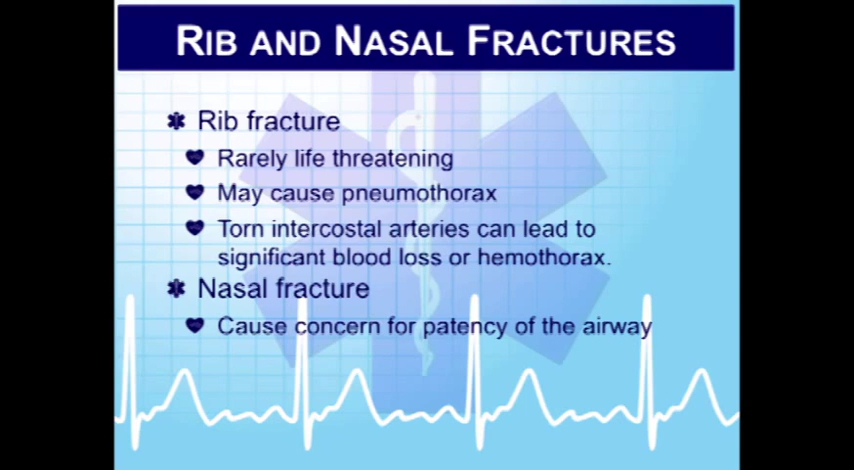 RIB AND NASAL FRACTURES
Rib fracture
Rarely life threatening
May cause pneumothorax
Torn intercostal arteries can lead to
significant blood loss or hemothorax.
Nasal fracture
Cause concern for patency of the airway